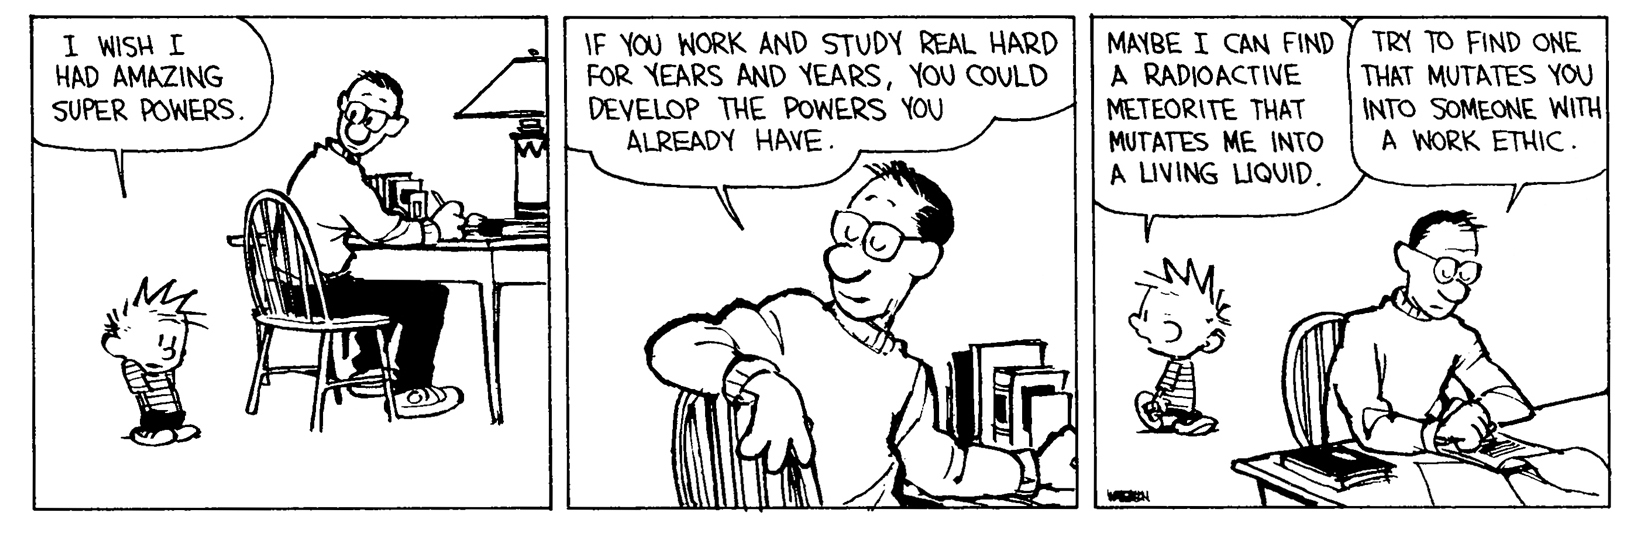 I WISH I
HAD AMAZING
SUPER POWERS.
IF YOU WORK AND STUDY REAL HARD
FOR YEARS AND YEARS, YOU COULD
DEVELOP THE POWERS YOU
ALREADY HAVE.
MAYBE I CAN FIND
A RADIOACTIVE
METEORITE THAT
MUTATES ME INTO
A LIVING LIQUID.
TRY TO FIND ONE
THAT MUTATES YOU
INTO SOMEONE WITH
A WORK ETHIC.